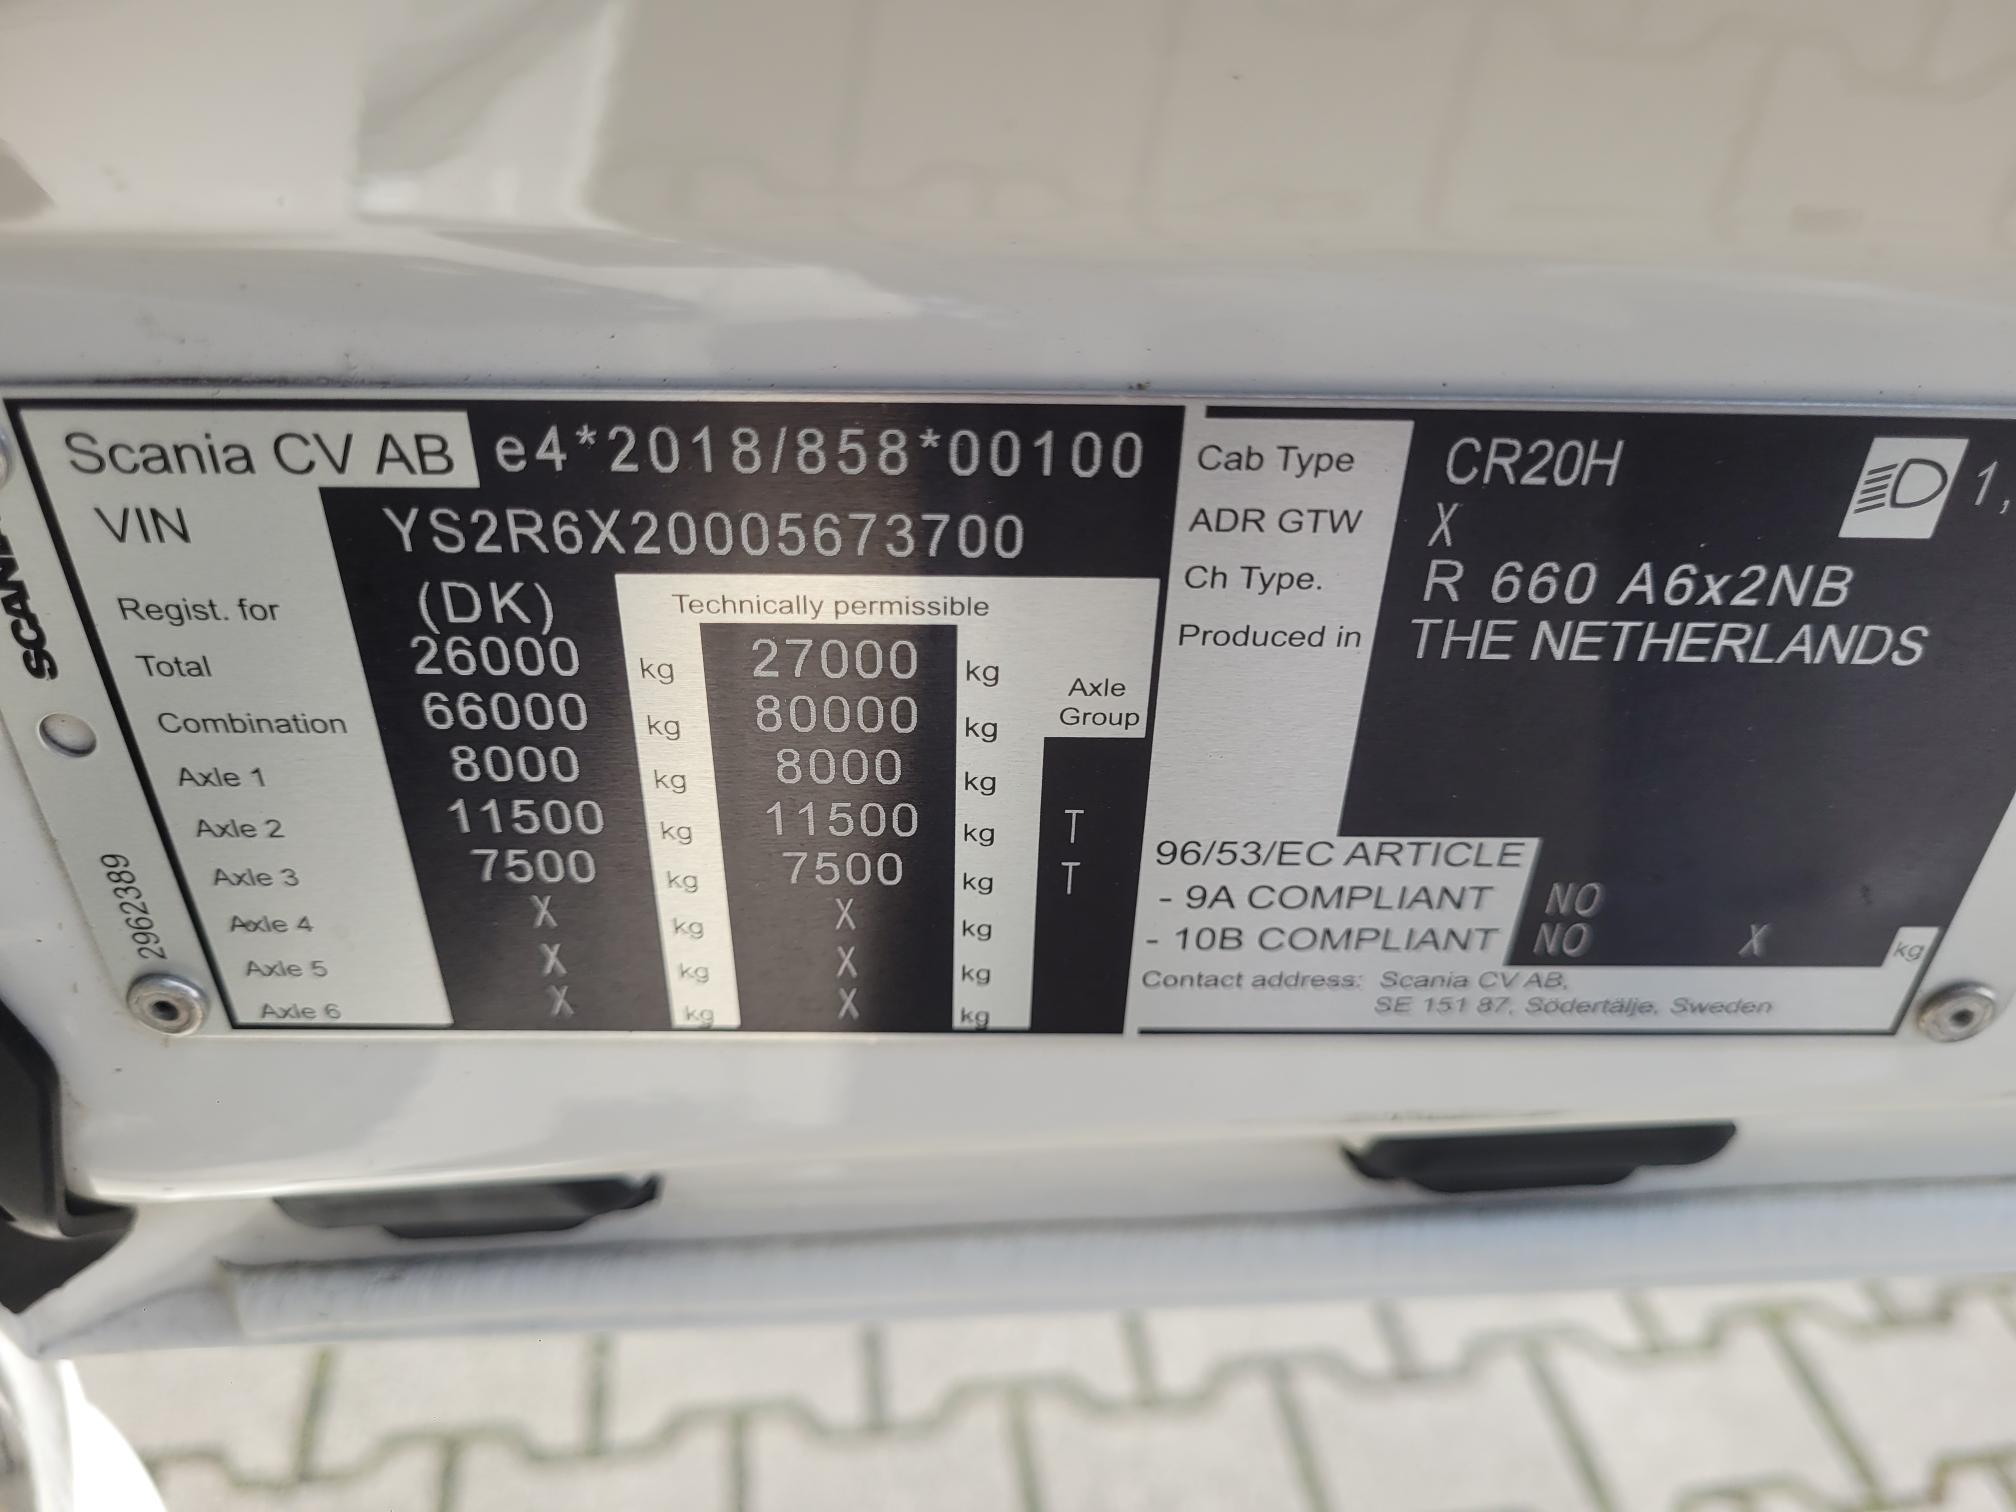 Scania CV AB e4*2018/858*00100
VIN YS2R6X20005673700
Regist. for (DK)
Technically permissible
Total 26000 kg 27000 kg
Combination 66000 kg 80000 kg
Axle Group
Axle 1 8000 kg 8000 kg
Axle 2 11500 kg 11500 kg T
Axle 3 7500 kg 7500 kg T
Axle 4 X kg X kg
Axle 5 X kg X kg
Axle 6 X kg X kg
2962389
Cab Type CR20H 1,
ADR GTW X
Ch Type. R 660 A6x2NB
Produced in THE NETHERLANDS
96/53/EC ARTICLE
- 9A COMPLIANT NO
- 10B COMPLIANT NO X kg
Contact address: Scania CV AB,
SE 151 87, Södertälje, Sweden